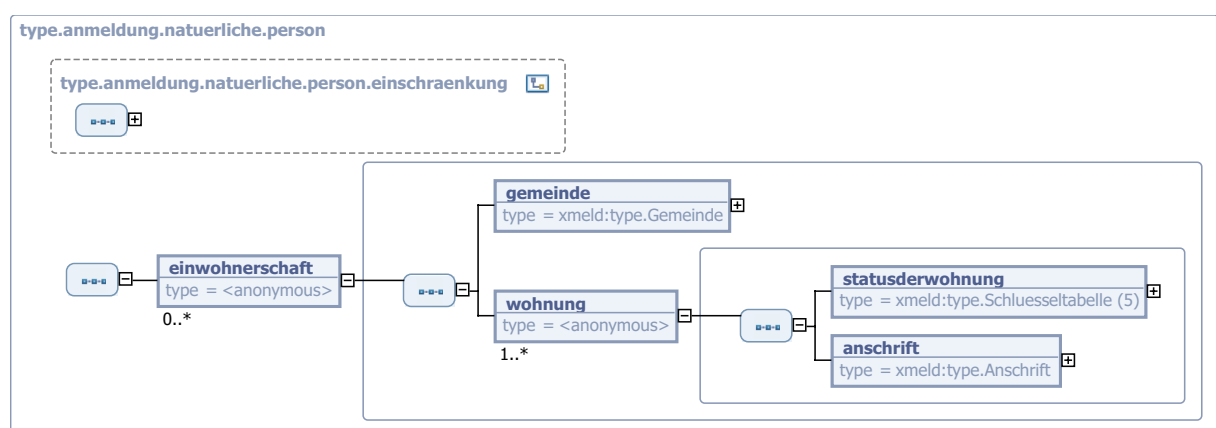 type.anmeldung.natuerliche.person
type.anmeldung.natuerliche.person.einschraenkung
gemeinde
type = xmeld:type.Gemeinde
einwohnerschaft
type = <anonymous>
0..*
wohnung
type = <anonymous>
1..*
statusderwohnung
type = xmeld:type.Schluesseltabelle (5)
anschrift
type = xmeld:type.Anschrift